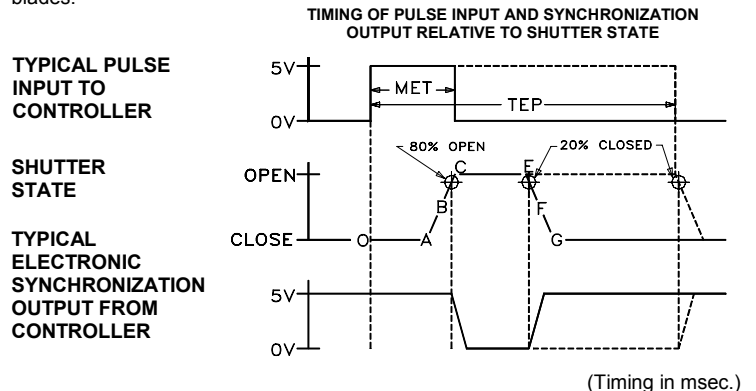 blades.
TIMING OF PULSE INPUT AND SYNCHRONIZATION
OUTPUT RELATIVE TO SHUTTER STATE
TYPICAL PULSE
INPUT TO
CONTROLLER
5V
MET
TEP
0V
SHUTTER
STATE
80% OPEN
20% CLOSED
OPEN
C
E
B
F
CLOSE
O
A
G
TYPICAL
ELECTRONIC
SYNCHRONIZATION
OUTPUT FROM
CONTROLLER
5V
0V
(Timing in msec.)